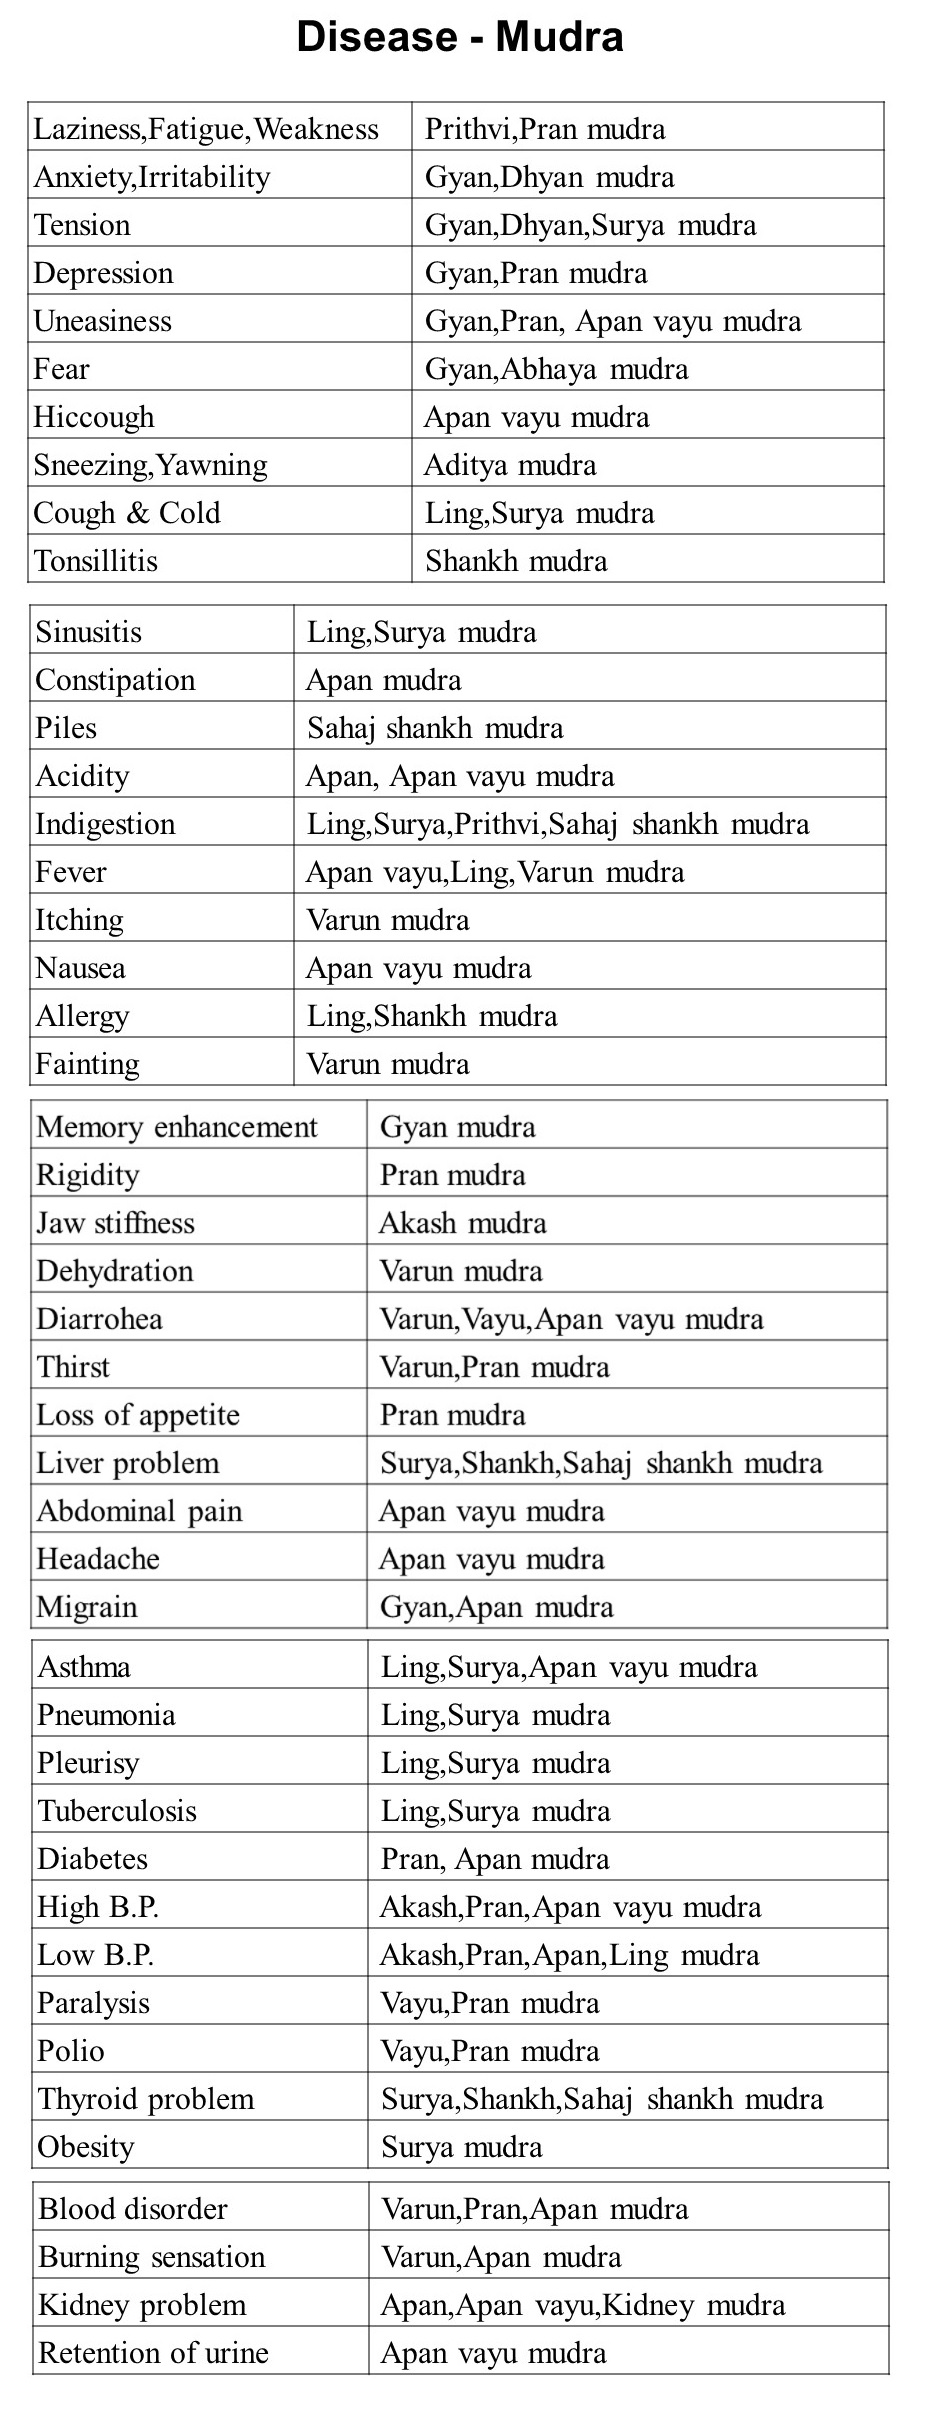 Disease - Mudra
Laziness,Fatigue,Weakness Prithvi,Pran mudra
Anxiety,Irritability Gyan,Dhyan mudra
Tension Gyan,Dhyan,Surya mudra
Depression Gyan,Pran mudra
Uneasiness Gyan,Pran, Apan vayu mudra
Fear Gyan,Abhaya mudra
Hiccough Apan vayu mudra
Sneezing,Yawning Aditya mudra
Cough & Cold Ling,Surya mudra
Tonsillitis Shankh mudra
Sinusitis Ling,Surya mudra
Constipation Apan mudra
Piles Sahaj shankh mudra
Acidity Apan, Apan vayu mudra
Indigestion Ling,Surya,Prithvi,Sahaj shankh mudra
Fever Apan vayu,Ling,Varun mudra
Itching Varun mudra
Nausea Apan vayu mudra
Allergy Ling,Shankh mudra
Fainting Varun mudra
Memory enhancement Gyan mudra
Rigidity Pran mudra
Jaw stiffness Akash mudra
Dehydration Varun mudra
Diarrohea Varun,Vayu,Apan vayu mudra
Thirst Varun,Pran mudra
Loss of appetite Pran mudra
Liver problem Surya,Shankh,Sahaj shankh mudra
Abdominal pain Apan vayu mudra
Headache Apan vayu mudra
Migrain Gyan,Apan mudra
Asthma Ling,Surya,Apan vayu mudra
Pneumonia Ling,Surya mudra
Pleurisy Ling,Surya mudra
Tuberculosis Ling,Surya mudra
Diabetes Pran, Apan mudra
High B.P. Akash,Pran,Apan vayu mudra
Low B.P. Akash,Pran,Apan,Ling mudra
Paralysis Vayu,Pran mudra
Polio Vayu,Pran mudra
Thyroid problem Surya,Shankh,Sahaj shankh mudra
Obesity Surya mudra
Blood disorder Varun,Pran,Apan mudra
Burning sensation Varun,Apan mudra
Kidney problem Apan,Apan vayu,Kidney mudra
Retention of urine Apan vayu mudra